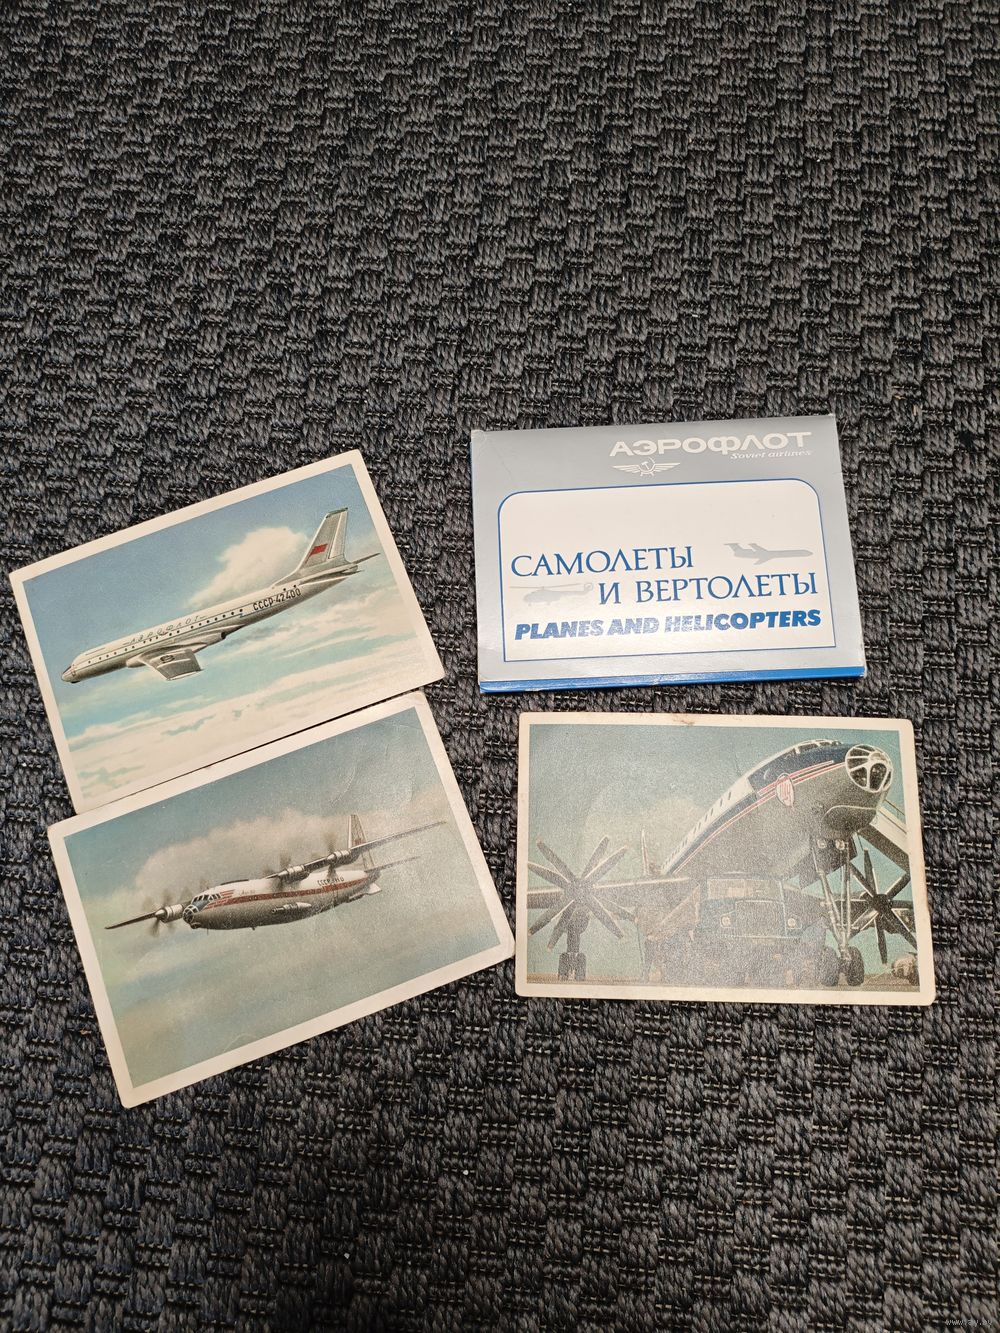 АЭРОФЛОТ
Soviet airlines
САМОЛЕТЫ
И ВЕРТОЛЕТЫ
PLANES AND HELICOPTERS
АЭРОФЛОТ
СССР-42400